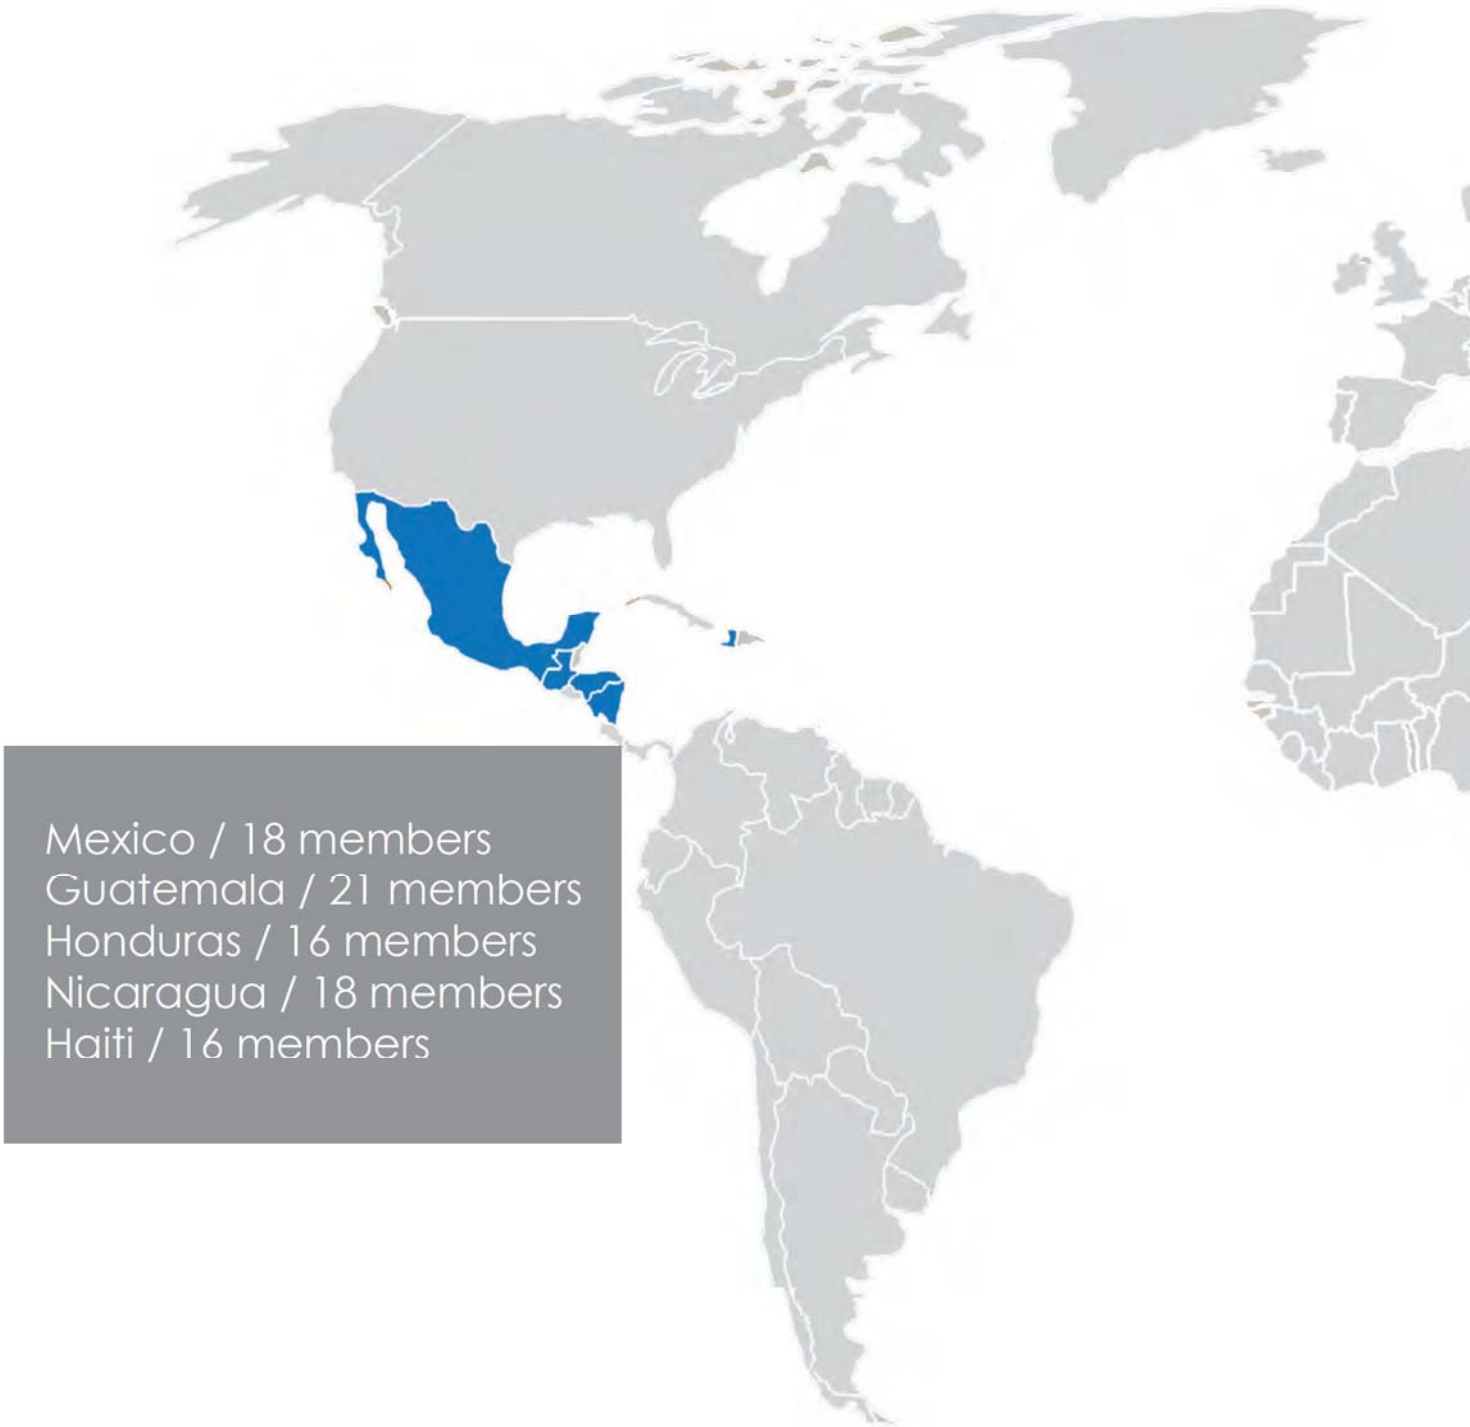 Mexico / 18 members
Guatemala / 21 members
Honduras / 16 members
Nicaragua / 18 members
Haiti / 16 members